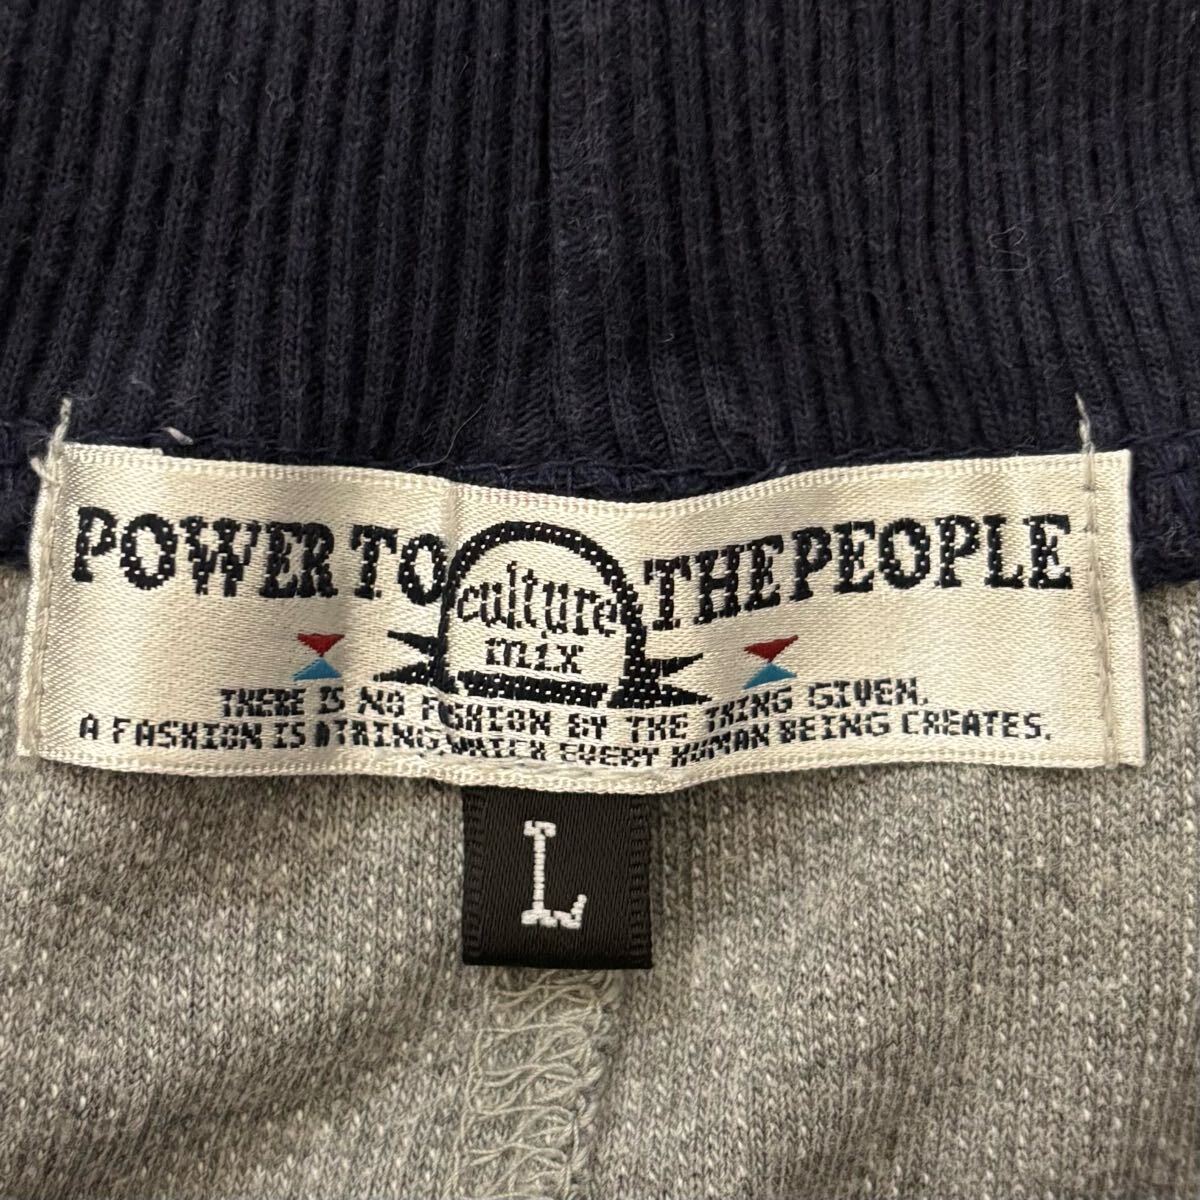 POWER TO THE PEOPLE
culture
mix
THERE IS NO FASHION BY THE THING GIVEN.
A FASHION IS A THING, WHICH EVERY HUMAN BEING CREATES.
L